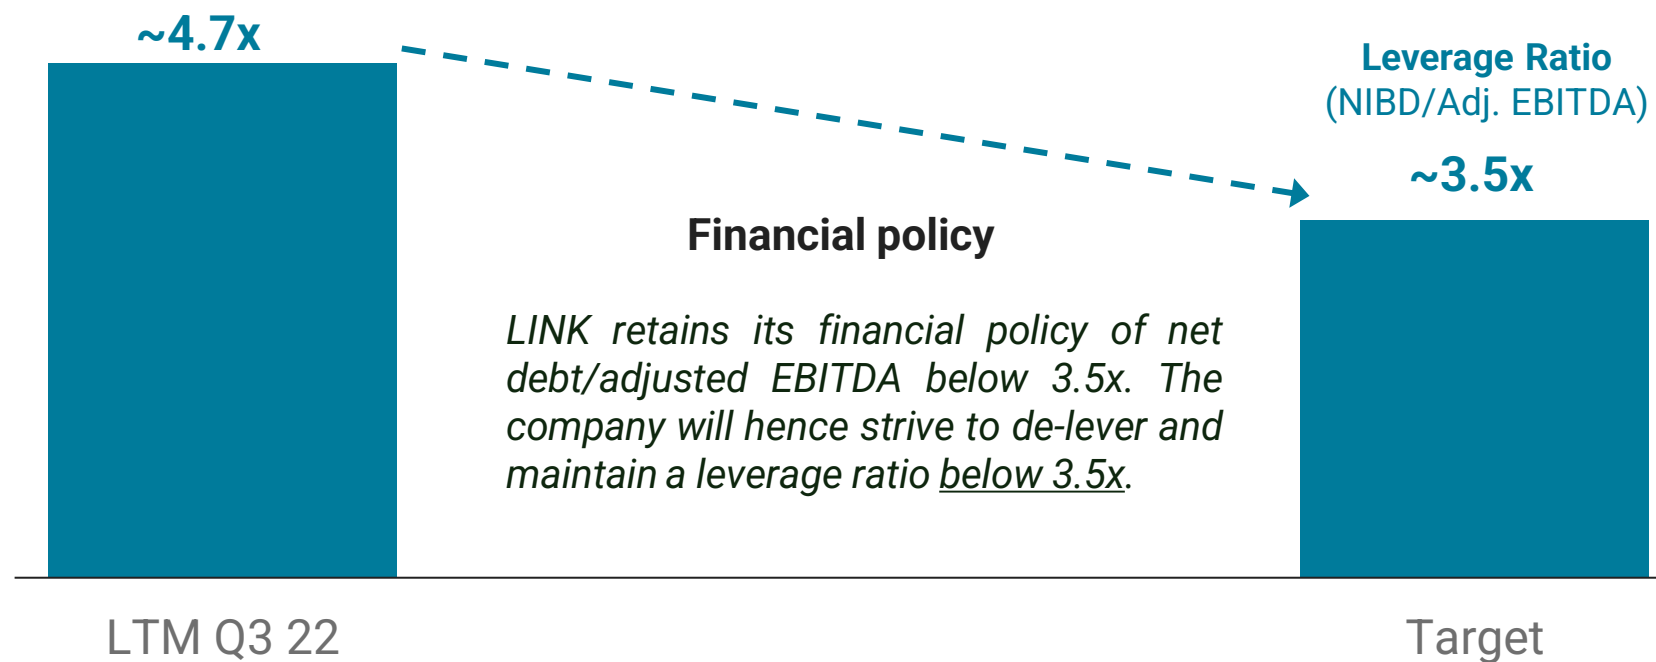 ~4.7x
Leverage Ratio
(NIBD/Adj. EBITDA)
~3.5x
Financial policy
LINK retains its financial policy of net
debt/adjusted EBITDA below 3.5x. The
company will hence strive to de-lever and
maintain a leverage ratio below 3.5x.
LTM Q3 22
Target